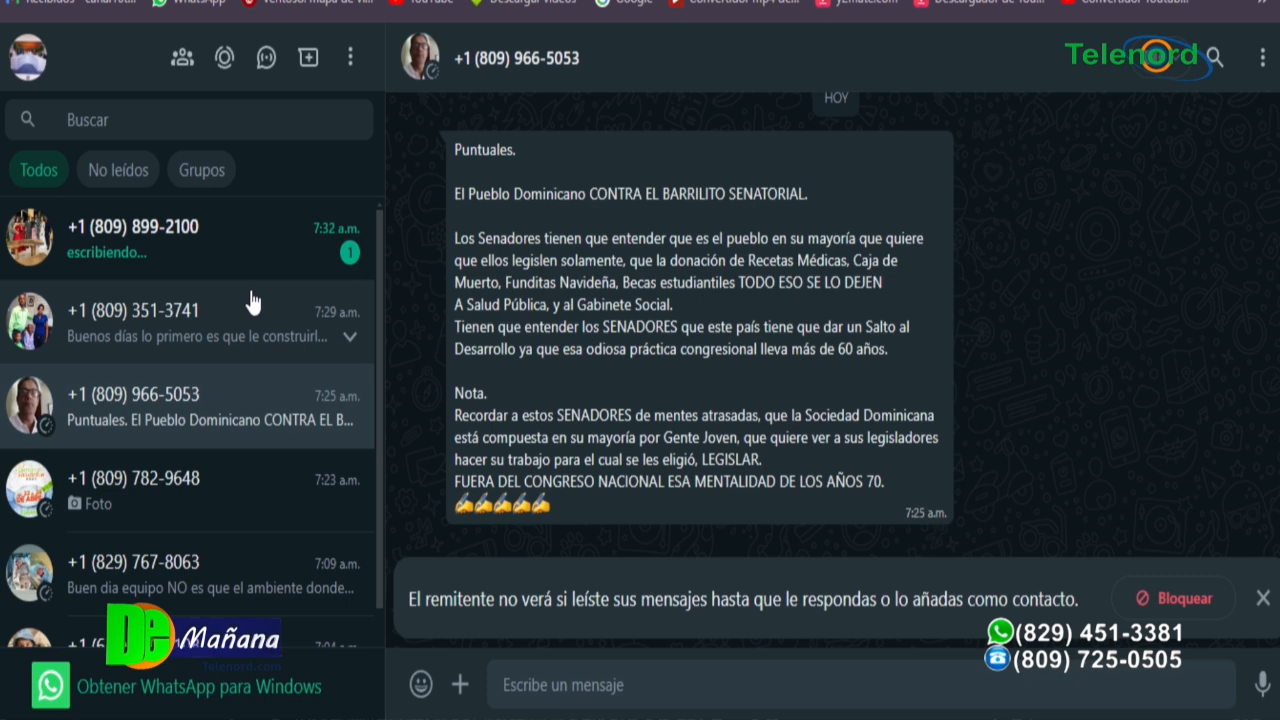 WhatsApp
YouTube
Descargar videos
Google
+1 (809) 966-5053
Telenord
HOY
Buscar
Todos
No leídos
Grupos
+1 (809) 899-2100
7:32 a.m.
escribiendo...
1
+1 (809) 351-3741
7:29 a.m.
Buenos días lo primero es que le construirl...
+1 (809) 966-5053
7:25 a.m.
Puntuales. El Pueblo Dominicano CONTRA EL B...
+1 (809) 782-9648
7:23 a.m.
Foto
+1 (829) 767-8063
7:09 a.m.
Buen dia equipo NO es que el ambiente donde...
De Mañana
Telenord.com
Obtener WhatsApp para Windows
Puntuales.
El Pueblo Dominicano CONTRA EL BARRILITO SENATORIAL.
Los Senadores tienen que entender que es el pueblo en su mayoría que quiere
que ellos legislen solamente, que la donación de Recetas Médicas, Caja de
Muerto, Funditas Navideña, Becas estudiantiles TODO ESO SE LO DEJEN
A Salud Pública, y al Gabinete Social.
Tienen que entender los SENADORES que este país tiene que dar un Salto al
Desarrollo ya que esa odiosa práctica congresional lleva más de 60 años.
Nota.
Recordar a estos SENADORES de mentes atrasadas, que la Sociedad Dominicana
está compuesta en su mayoría por Gente Joven, que quiere ver a sus legisladores
hacer su trabajo para el cual se les eligió, LEGISLAR.
FUERA DEL CONGRESO NACIONAL ESA MENTALIDAD DE LOS AÑOS 70.
✍✍✍✍✍
7:25 a.m.
El remitente no verá si leíste sus mensajes hasta que le respondas o lo añadas como contacto.
Bloquear
(829) 451-3381
(809) 725-0505
Escribe un mensaje